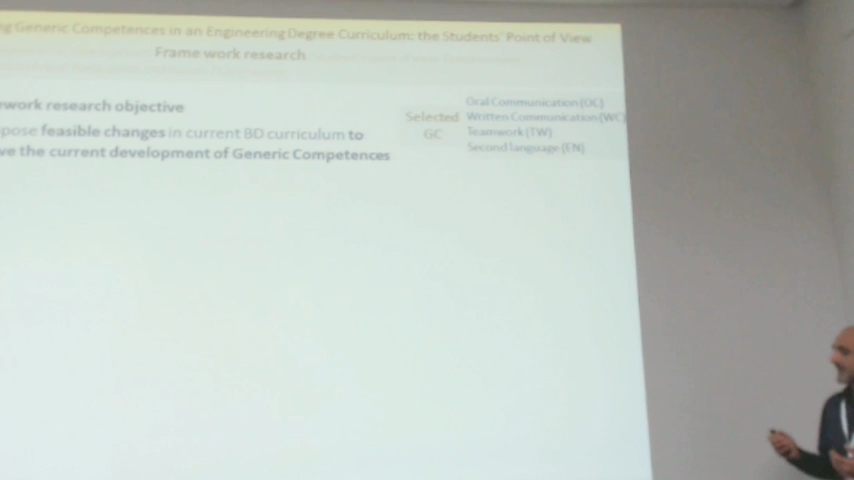 Generic Competences in an Engineering Degree Curriculum: the Students' Point of View
Frame work research
work research objective
pose feasible changes in current BD curriculum to
ve the current development of Generic Competences
Selected
GC
Oral Communication (OC)
Written Communication (WC)
Teamwork (TW)
Second language (EN)